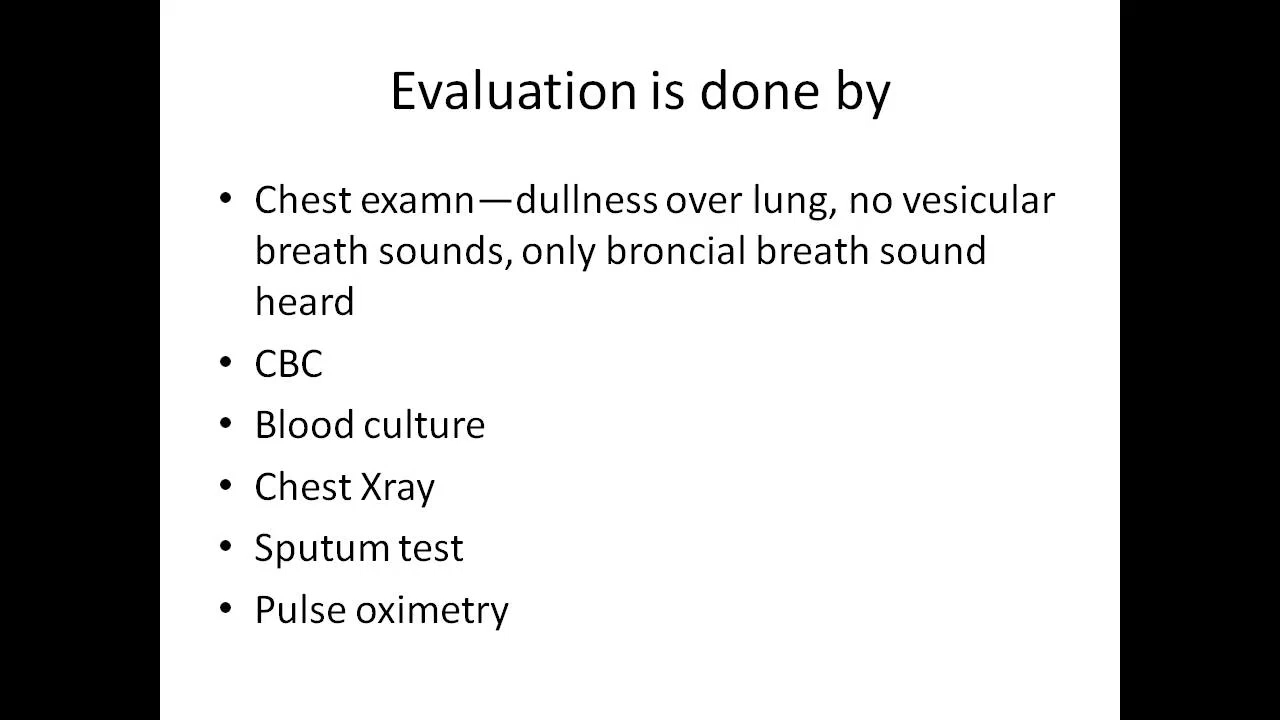 Evaluation is done by
• Chest examn—dullness over lung, no vesicular
breath sounds, only broncial breath sound
heard
• CBC
• Blood culture
• Chest Xray
• Sputum test
• Pulse oximetry